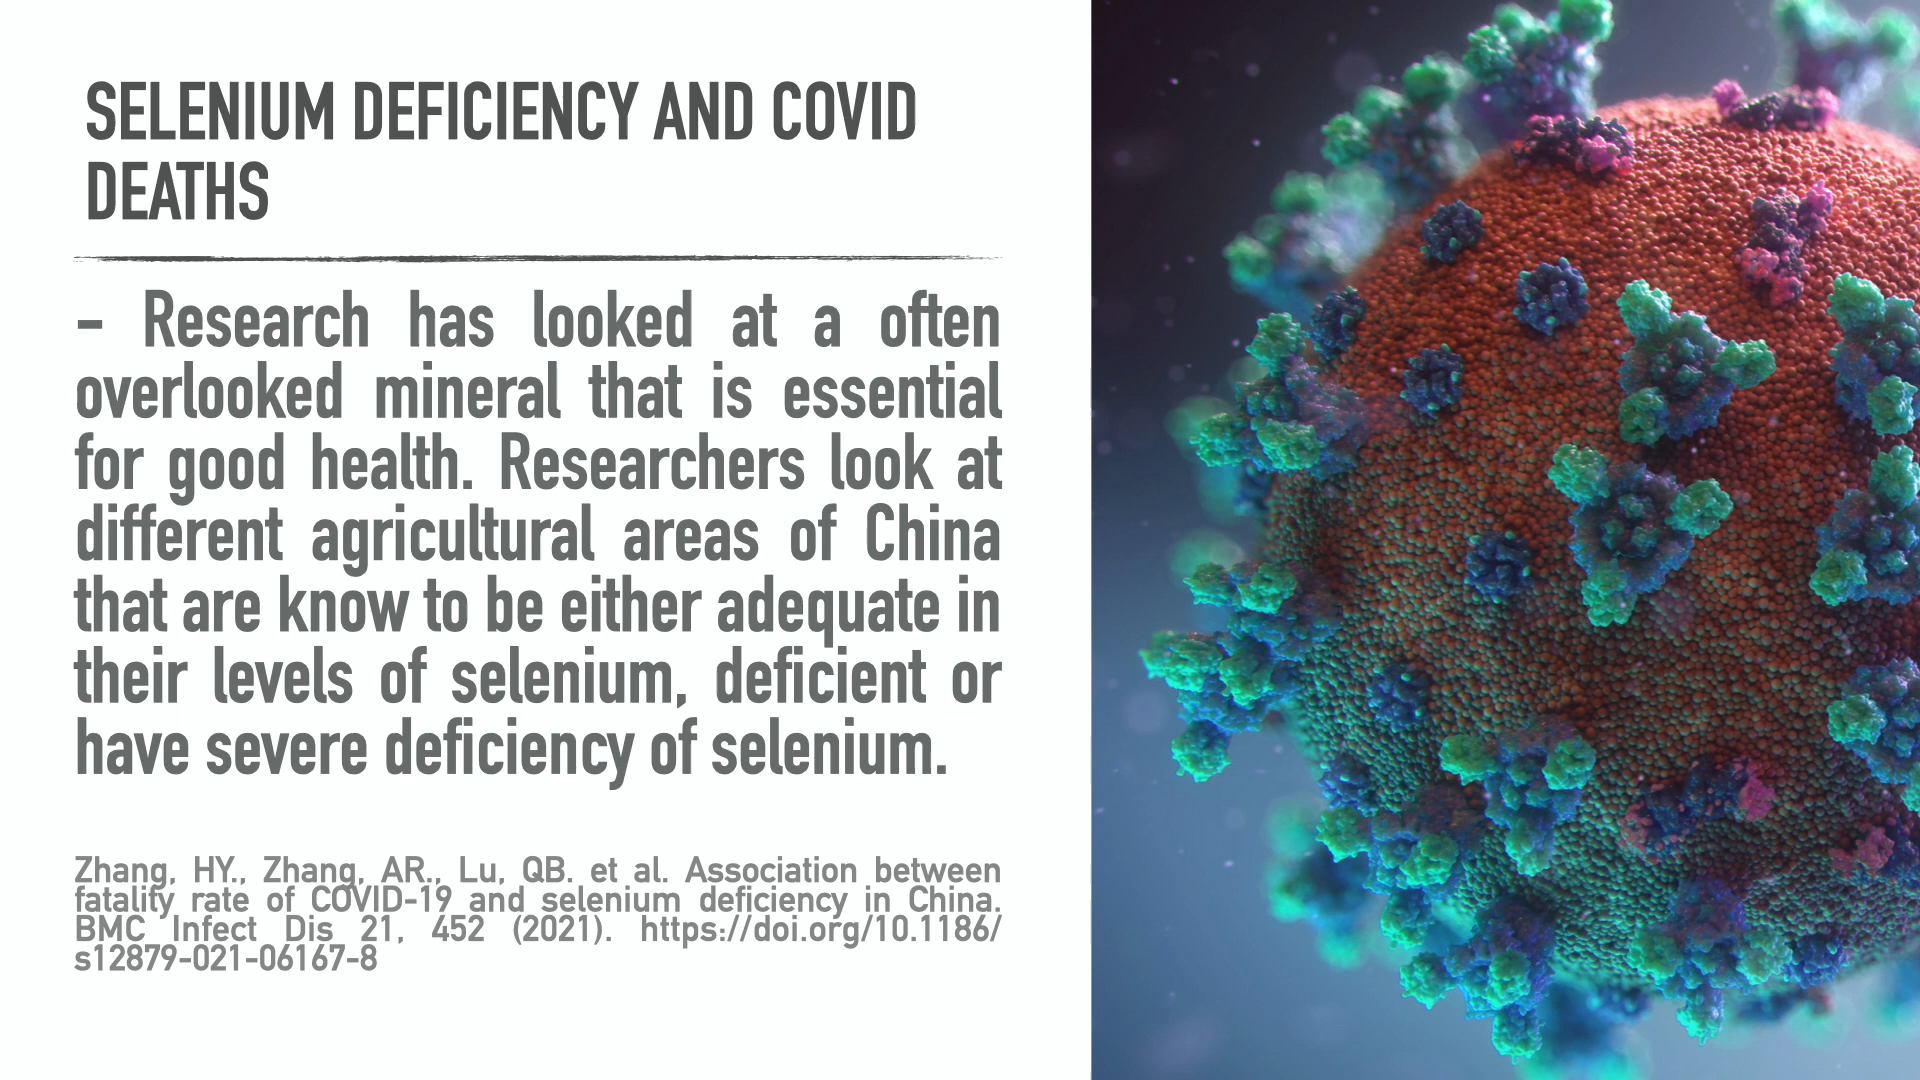 SELENIUM DEFICIENCY AND COVID
DEATHS
- Research has looked at a often
overlooked mineral that is essential
for good health. Researchers look at
different agricultural areas of China
that are know to be either adequate in
their levels of selenium, deficient or
have severe deficiency of selenium.
Zhang, HY., Zhang, AR., Lu, QB. et al. Association between
fatality rate of COVID-19 and selenium deficiency in China.
BMC Infect Dis 21, 452 (2021). https://doi.org/10.1186/
s12879-021-06167-8